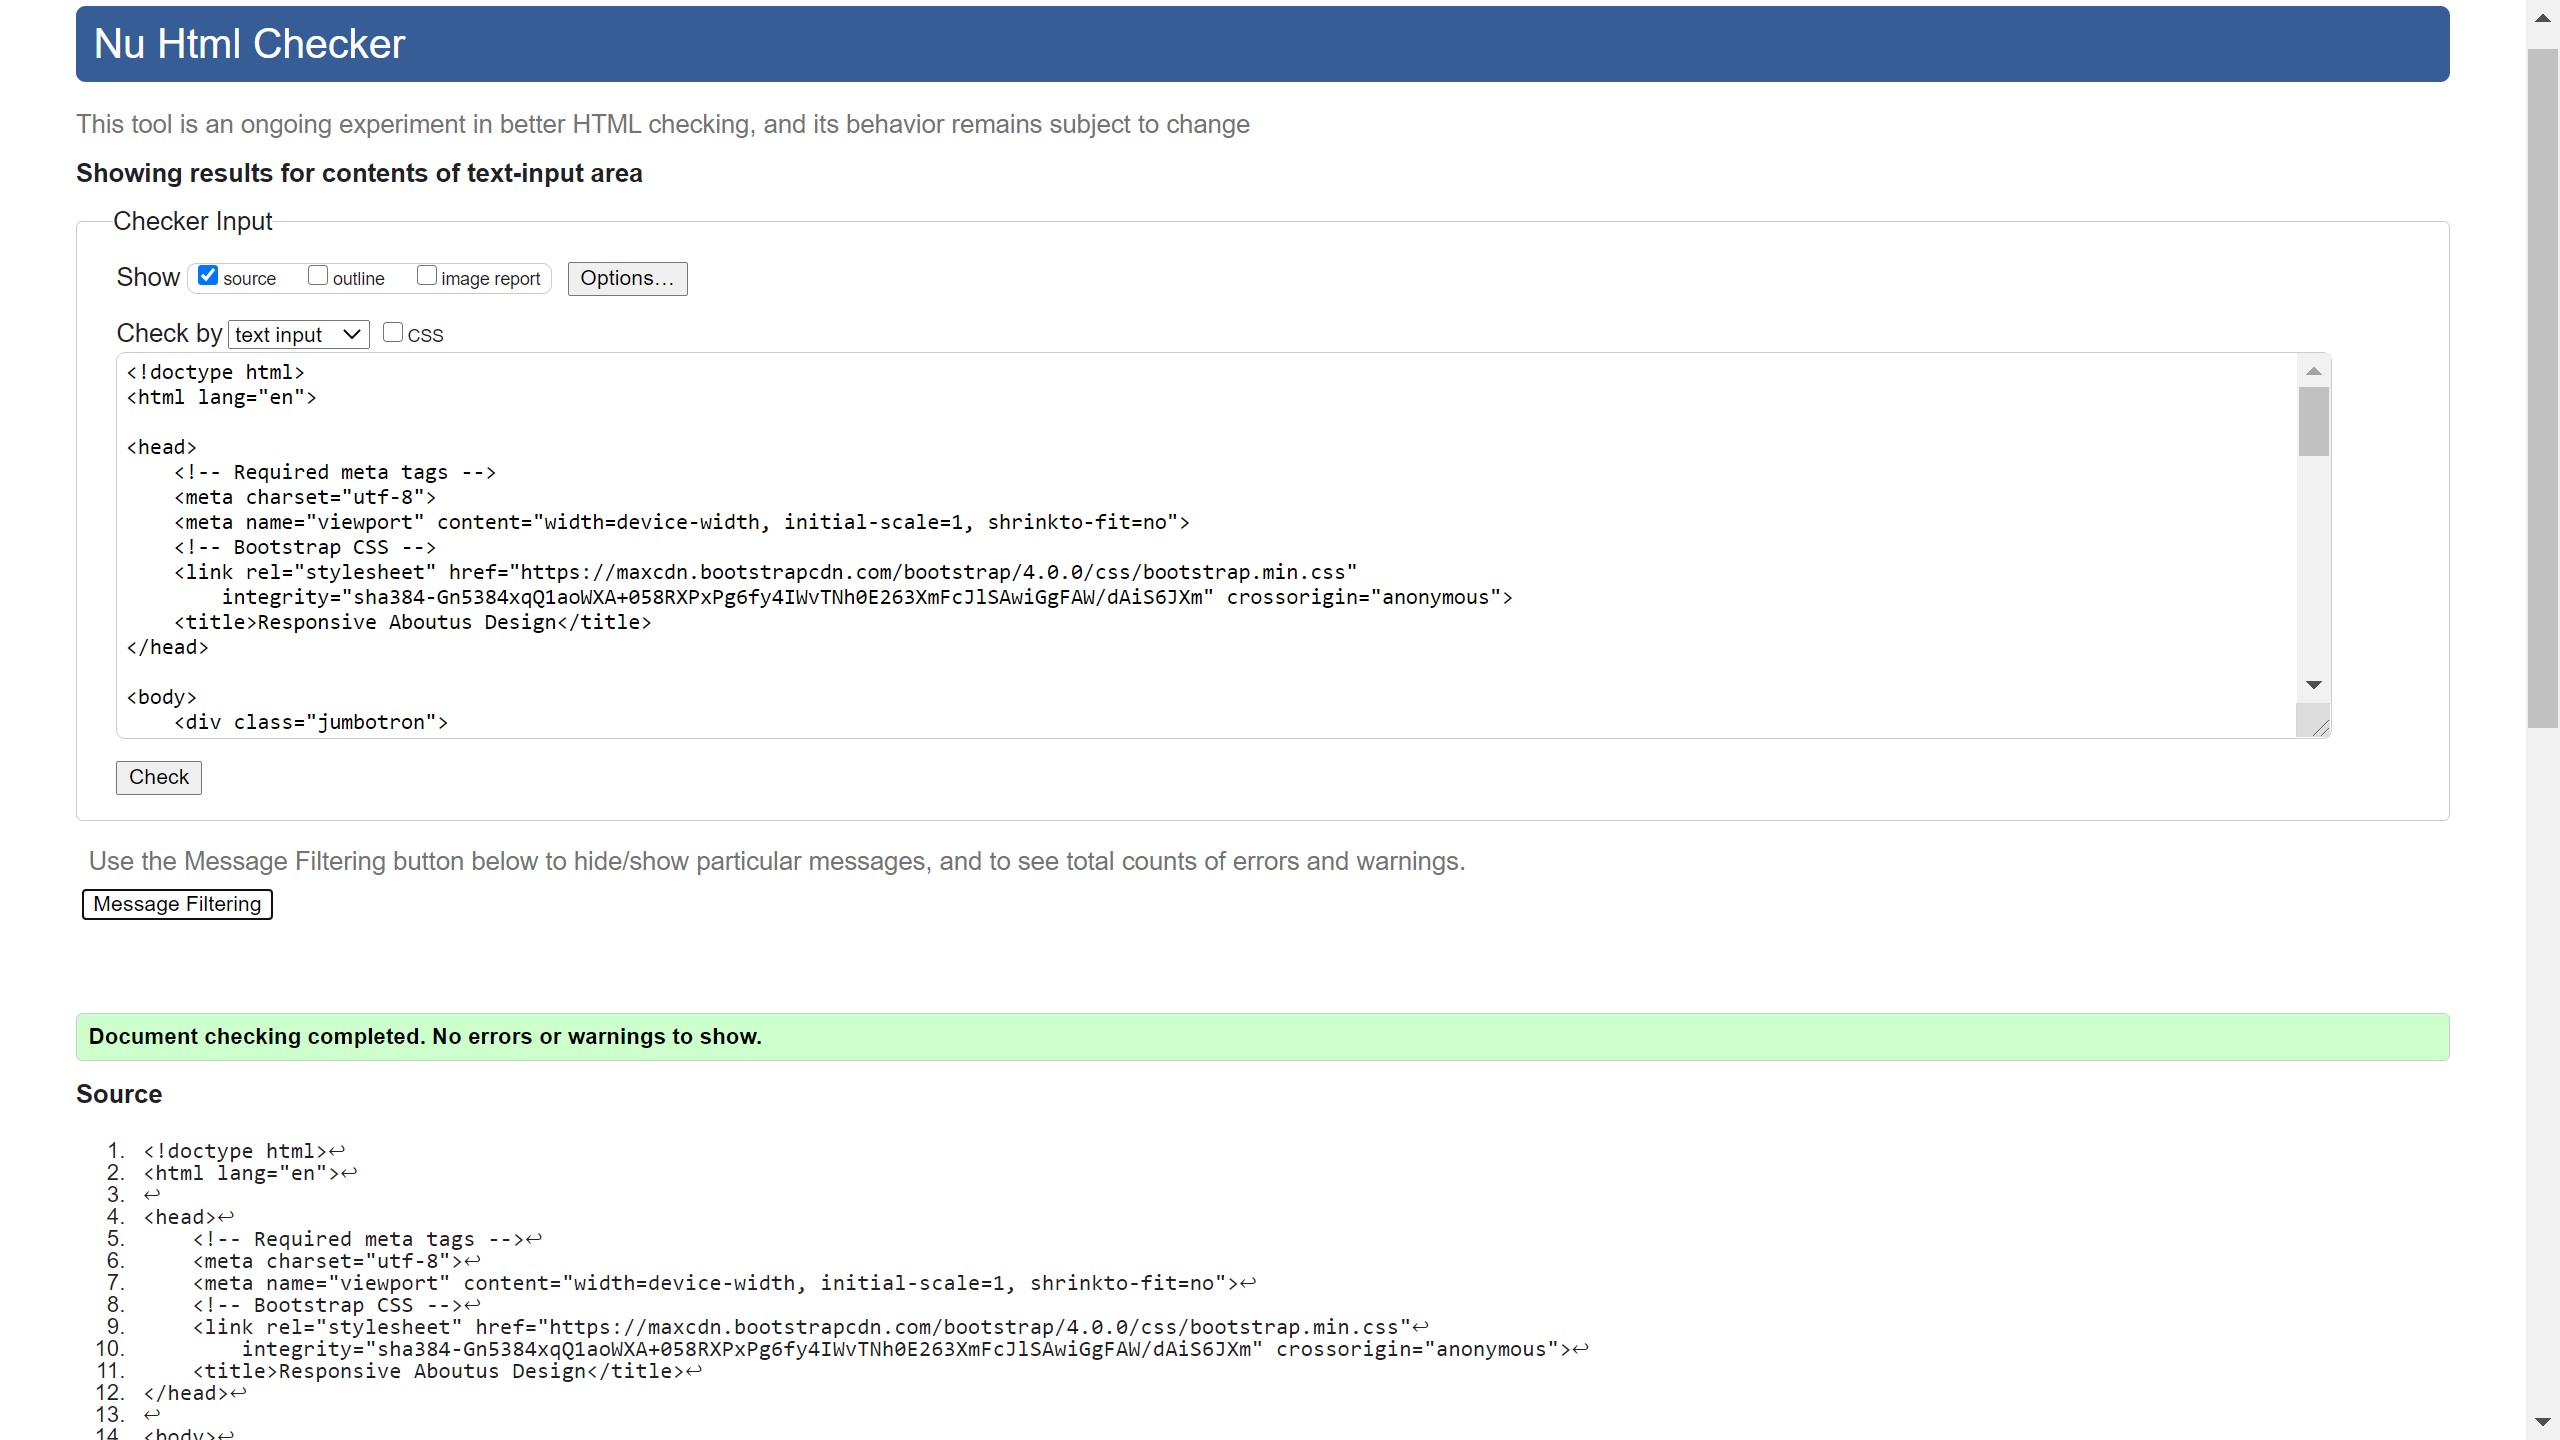 Nu Html Checker
This tool is an ongoing experiment in better HTML checking, and its behavior remains subject to change
Showing results for contents of text-input area
Checker Input
Show source outline image report Options...
Check by text input CSS
<!doctype html>
<html lang="en">
<head>
    <!-- Required meta tags -->
    <meta charset="utf-8">
    <meta name="viewport" content="width=device-width, initial-scale=1, shrinkto-fit=no">
    <!-- Bootstrap CSS -->
    <link rel="stylesheet" href="https://maxcdn.bootstrapcdn.com/bootstrap/4.0.0/css/bootstrap.min.css"
        integrity="sha384-Gn5384xqQ1aoWXA+058RXPxPg6fy4IWvTNh0E263XmFcJlSAwiGgFAW/dAiS6JXm" crossorigin="anonymous">
    <title>Responsive Aboutus Design</title>
</head>
<body>
    <div class="jumbotron">
Check
Use the Message Filtering button below to hide/show particular messages, and to see total counts of errors and warnings.
Message Filtering
Document checking completed. No errors or warnings to show.
Source
1. <!doctype html>↩
2. <html lang="en">↩
3. ↩
4. <head>↩
5.     <!-- Required meta tags -->↩
6.     <meta charset="utf-8">↩
7.     <meta name="viewport" content="width=device-width, initial-scale=1, shrinkto-fit=no">↩
8.     <!-- Bootstrap CSS -->↩
9.     <link rel="stylesheet" href="https://maxcdn.bootstrapcdn.com/bootstrap/4.0.0/css/bootstrap.min.css"↩
10.         integrity="sha384-Gn5384xqQ1aoWXA+058RXPxPg6fy4IWvTNh0E263XmFcJlSAwiGgFAW/dAiS6JXm" crossorigin="anonymous">↩
11.     <title>Responsive Aboutus Design</title>↩
12. </head>↩
13. ↩
14. <body>↩